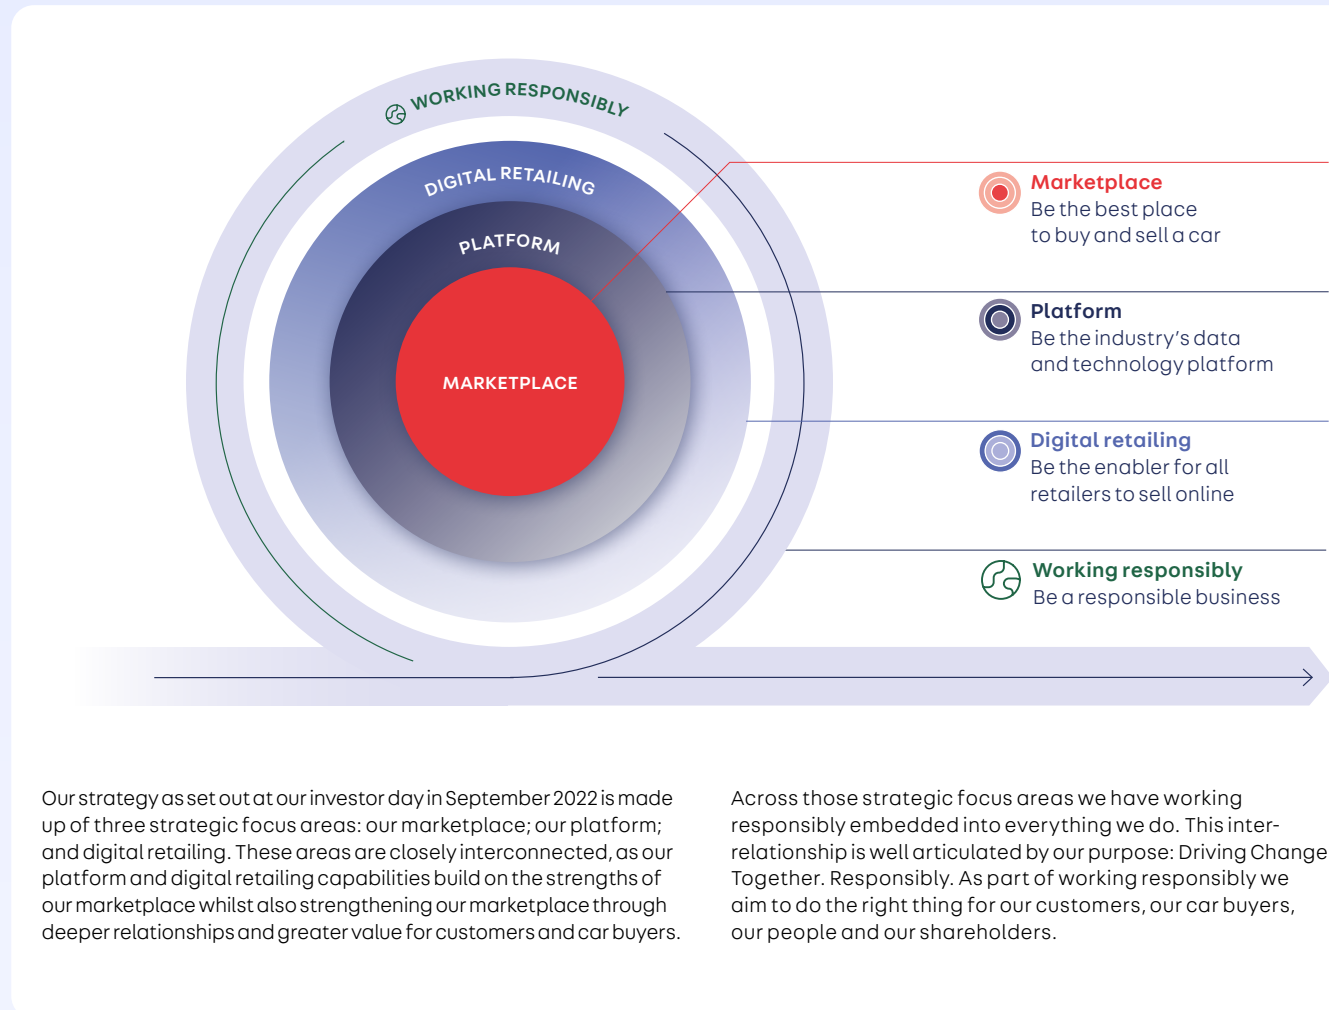 WORKING RESPONSIBLY
DIGITAL RETAILING
PLATFORM
MARKETPLACE
Marketplace
Be the best place
to buy and sell a car
Platform
Be the industry’s data
and technology platform
Digital retailing
Be the enabler for all
retailers to sell online
Working responsibly
Be a responsible business
Our strategy as set out at our investor day in September 2022 is made
up of three strategic focus areas: our marketplace; our platform;
and digital retailing. These areas are closely interconnected, as our
platform and digital retailing capabilities build on the strengths of
our marketplace whilst also strengthening our marketplace through
deeper relationships and greater value for customers and car buyers.
Across those strategic focus areas we have working
responsibly embedded into everything we do. This inter-
relationship is well articulated by our purpose: Driving Change
Together. Responsibly. As part of working responsibly we
aim to do the right thing for our customers, our car buyers,
our people and our shareholders.